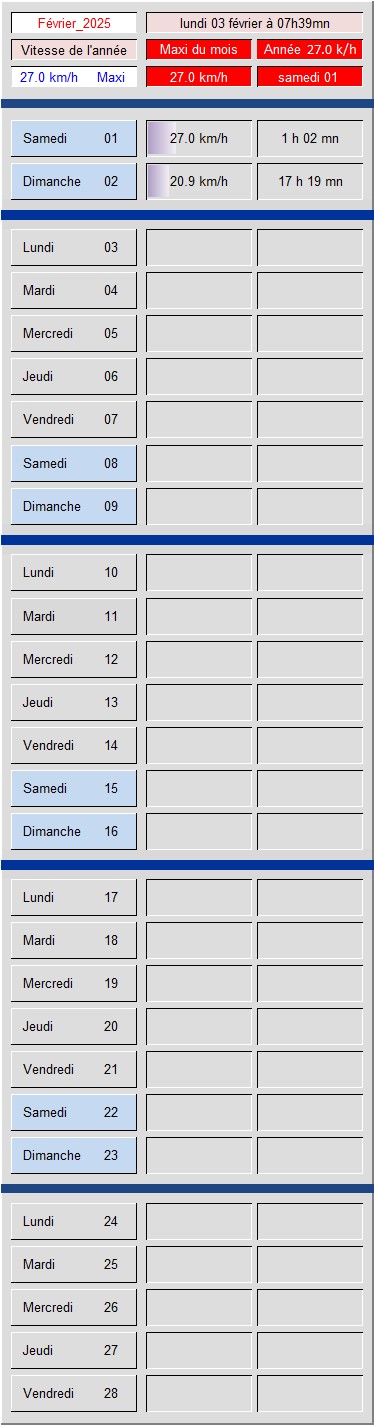 Février_2025 lundi 03 février à 07h39mn
Vitesse de l'année Maxi du mois Année 27.0 k/h
27.0 km/h Maxi 27.0 km/h samedi 01
Samedi 01 27.0 km/h 1 h 02 mn
Dimanche 02 20.9 km/h 17 h 19 mn
Lundi 03
Mardi 04
Mercredi 05
Jeudi 06
Vendredi 07
Samedi 08
Dimanche 09
Lundi 10
Mardi 11
Mercredi 12
Jeudi 13
Vendredi 14
Samedi 15
Dimanche 16
Lundi 17
Mardi 18
Mercredi 19
Jeudi 20
Vendredi 21
Samedi 22
Dimanche 23
Lundi 24
Mardi 25
Mercredi 26
Jeudi 27
Vendredi 28